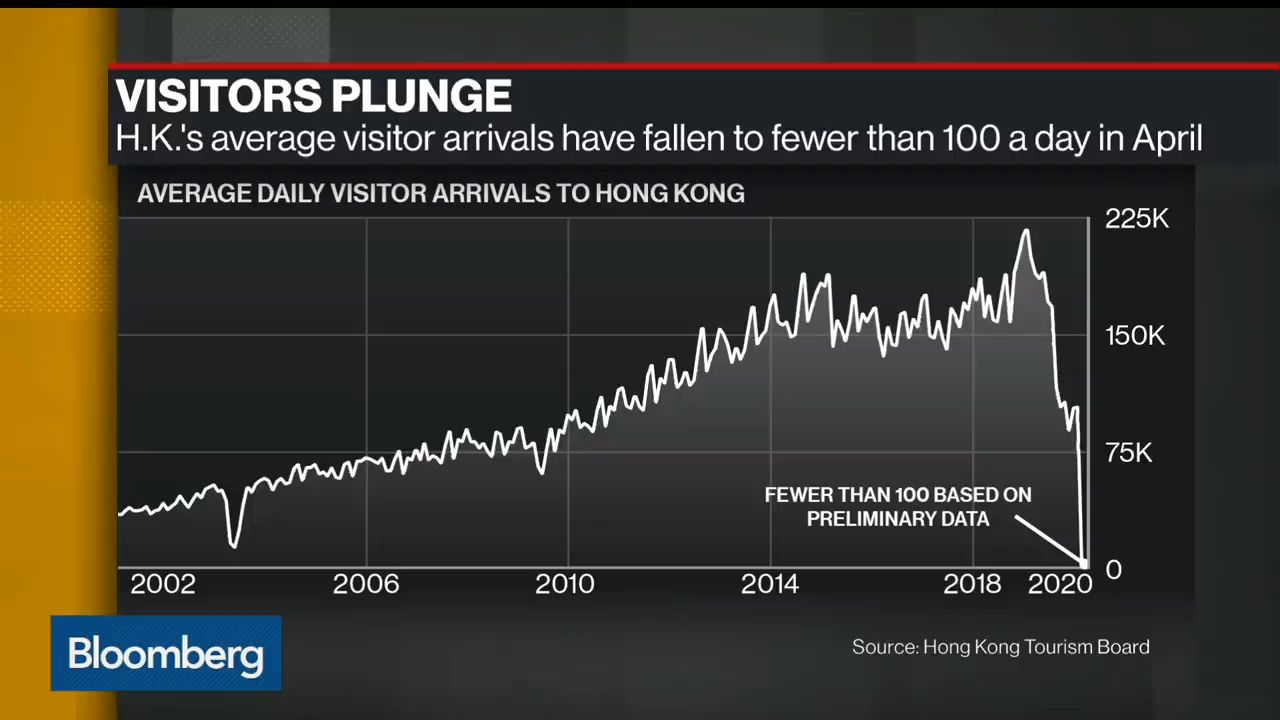 VISITORS PLUNGE
H.K.'s average visitor arrivals have fallen to fewer than 100 a day in April
AVERAGE DAILY VISITOR ARRIVALS TO HONG KONG
225K
150K
75K
FEWER THAN 100 BASED ON
PRELIMINARY DATA
0
2002 2006 2010 2014 2018 2020
Bloomberg
Source: Hong Kong Tourism Board